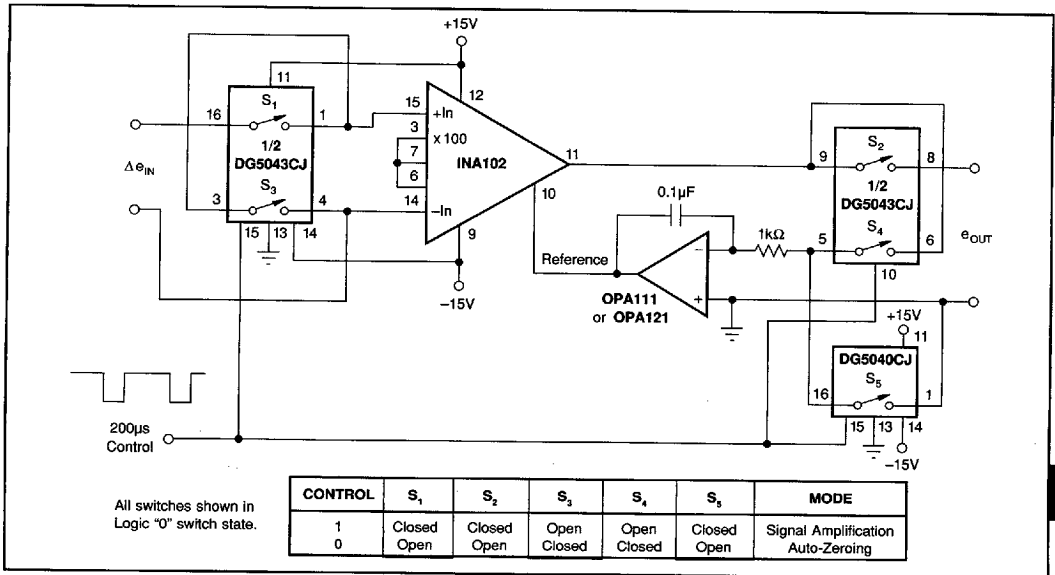 +15V
11
S₁
16
1
1/2
DG5043CJ
S₃
3
4
15
13
14
Δ e_IN
12
15
+In
3
x 100
7
6
INA102
14
–In
11
10
9
–15V
0.1µF
1kΩ
Reference
–
+
OPA111
or OPA121
S₂
9
8
1/2
DG5043CJ
S₄
5
6
10
e_OUT
+15V
11
DG5040CJ
S₅
16
1
15
13
14
–15V
200µs
Control
All switches shown in
Logic “0” switch state.
CONTROL S₁ S₂ S₃ S₄ S₅ MODE
1 Closed Closed Open Open Closed Signal Amplification
0 Open Open Closed Closed Open Auto-Zeroing